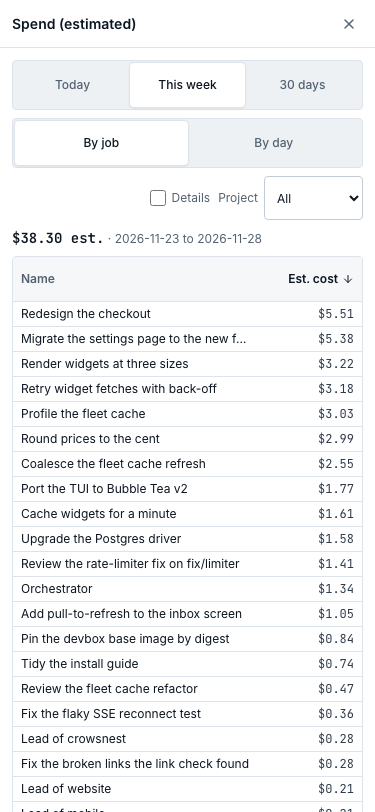 Spend (estimated)
Today This week 30 days
By job By day
Details Project All
$38.30 est. · 2026-11-23 to 2026-11-28
Name Est. cost ↓
Redesign the checkout $5.51
Migrate the settings page to the new f... $5.38
Render widgets at three sizes $3.22
Retry widget fetches with back-off $3.18
Profile the fleet cache $3.03
Round prices to the cent $2.99
Coalesce the fleet cache refresh $2.55
Port the TUI to Bubble Tea v2 $1.77
Cache widgets for a minute $1.61
Upgrade the Postgres driver $1.58
Review the rate-limiter fix on fix/limiter $1.41
Orchestrator $1.34
Add pull-to-refresh to the inbox screen $1.05
Pin the devbox base image by digest $0.84
Tidy the install guide $0.74
Review the fleet cache refactor $0.47
Fix the flaky SSE reconnect test $0.36
Lead of crowsnest $0.28
Fix the broken links the link check found $0.28
Lead of website $0.21